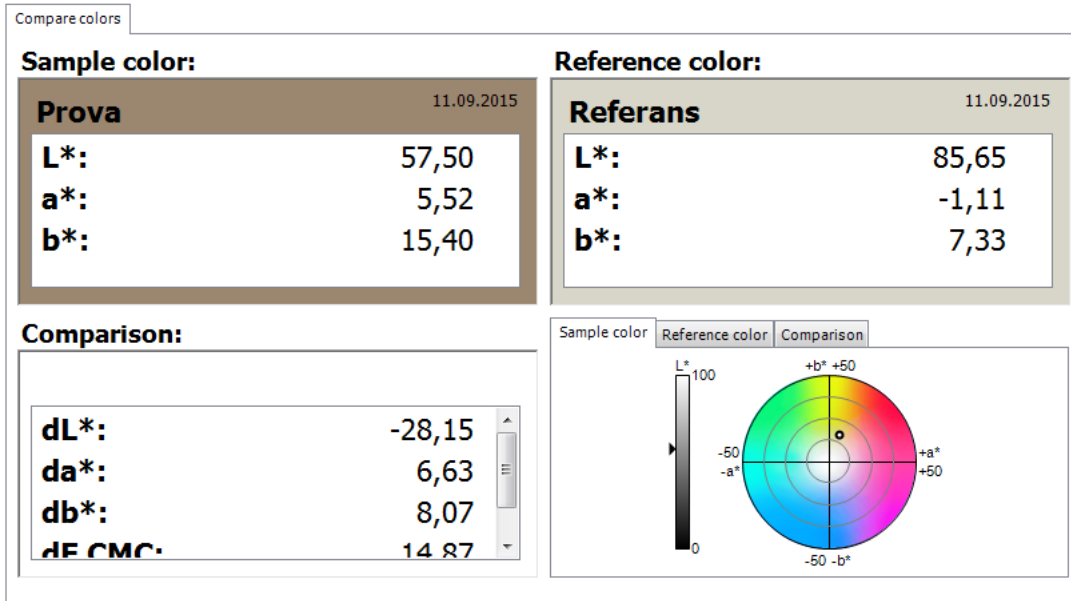 Compare colors
Sample color:
Prova 11.09.2015
L*: 57,50
a*: 5,52
b*: 15,40
Reference color:
Referans 11.09.2015
L*: 85,65
a*: -1,11
b*: 7,33
Comparison:
dL*: -28,15
da*: 6,63
db*: 8,07
dE CMC: 14,87
Sample color Reference color Comparison
L*
100
0
+b* +50
-50
-a*
+a*
+50
-50 -b*